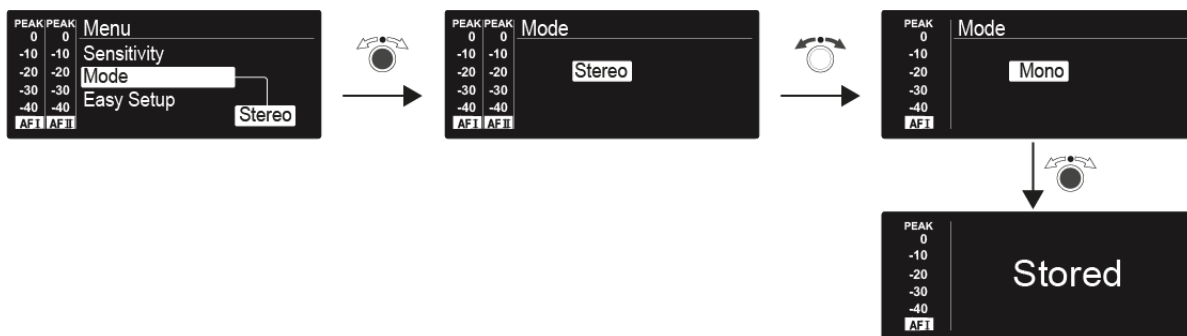 PEAK PEAK Menu
0 0
-10 -10 Sensitivity
-20 -20 Mode
-30 -30 Easy Setup
-40 -40 Stereo
AF I AF II
PEAK PEAK Mode
0 0
-10 -10
-20 -20 Stereo
-30 -30
-40 -40
AF I AF II
PEAK Mode
0
-10
-20 Mono
-30
-40
AF I
PEAK
0
-10
-20 Stored
-30
-40
AF I